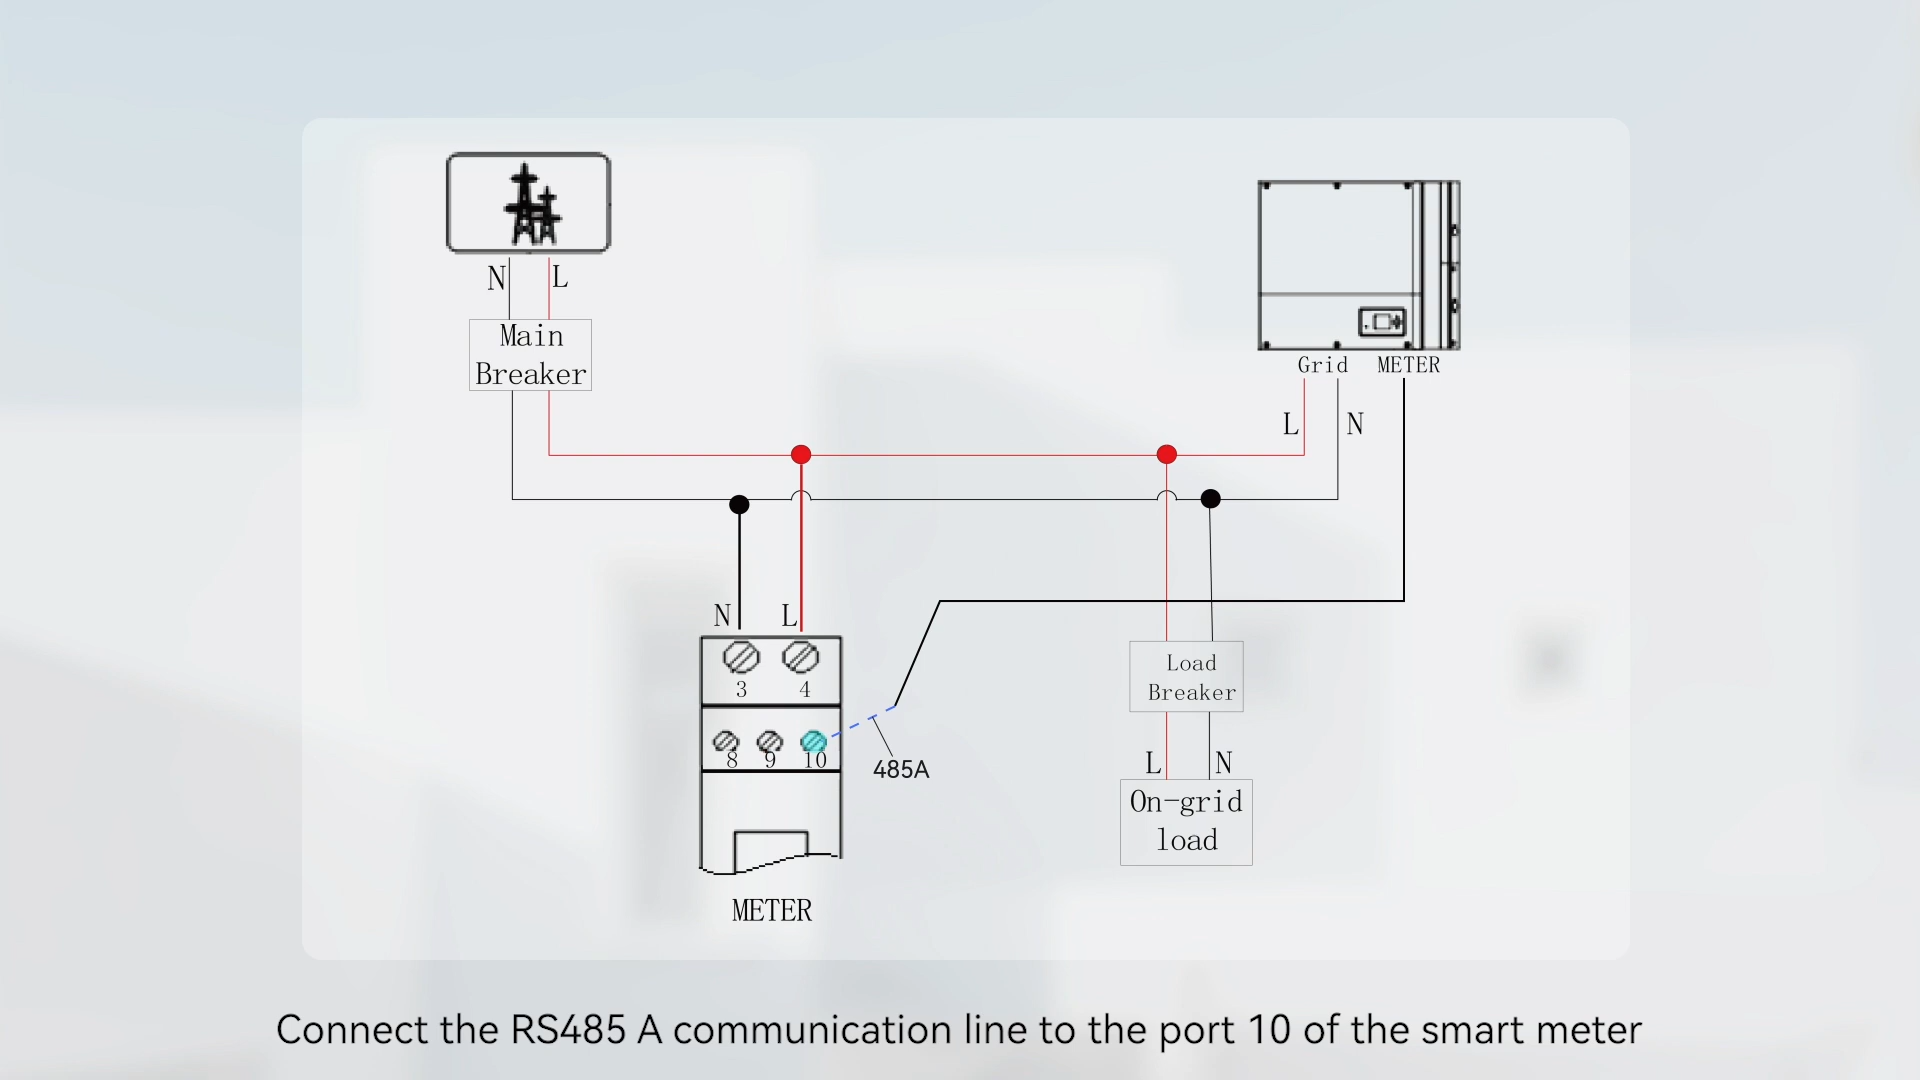 N L
Main
Breaker
Grid METER
L N
N L
3 4
8 9 10
485A
METER
Load
Breaker
L N
On-grid
load
Connect the RS485 A communication line to the port 10 of the smart meter